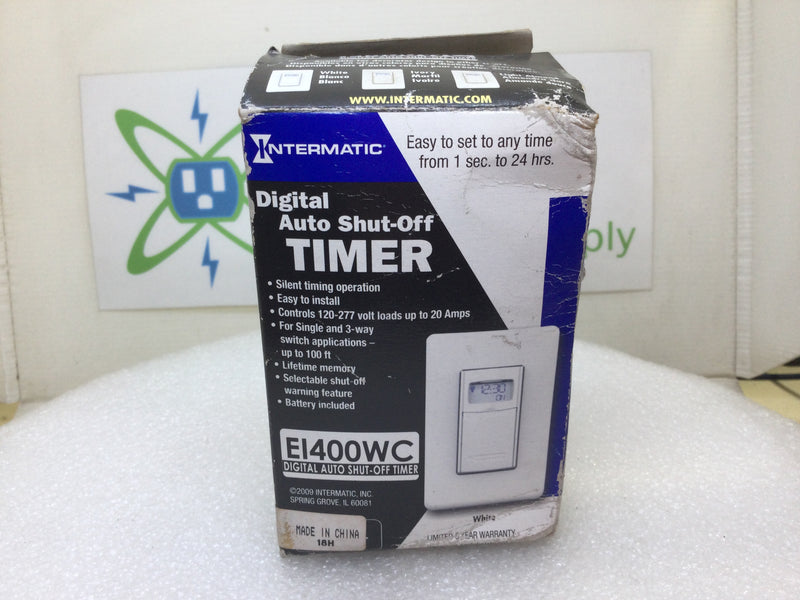 White
Blanco
Blanc
Ivory
Marfil
Ivoire
Light Almond
WWW.INTERMATIC.COM
INTERMATIC®
Easy to set to any time
from 1 sec. to 24 hrs.
Digital
Auto Shut-Off
TIMER
• Silent timing operation
• Easy to install
• Controls 120-277 volt loads up to 20 Amps
• For Single and 3-way
switch applications –
up to 100 ft
• Lifetime memory
• Selectable shut-off
warning feature
• Battery included
EI400WC
DIGITAL AUTO SHUT-OFF TIMER
©2009 INTERMATIC, INC.
SPRING GROVE, IL 60081
MADE IN CHINA
18H
White
LIMITED YEAR WARRANTY
ply